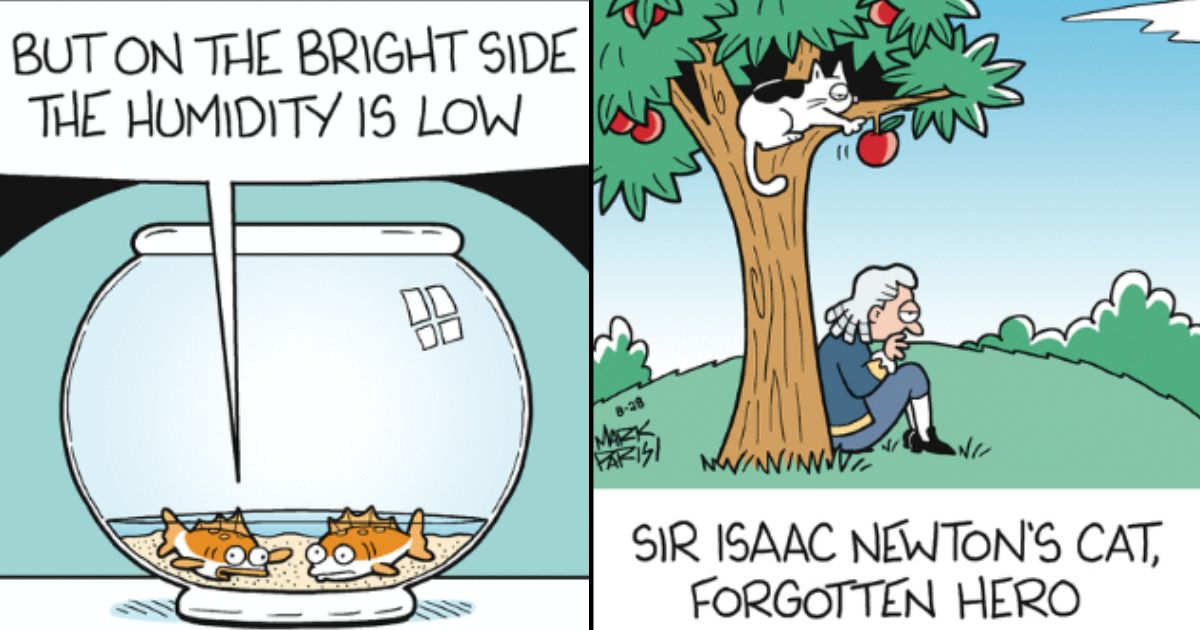 BUT ON THE BRIGHT SIDE
THE HUMIDITY IS LOW
8-28
MARK
PARISI
SIR ISAAC NEWTON'S CAT,
FORGOTTEN HERO